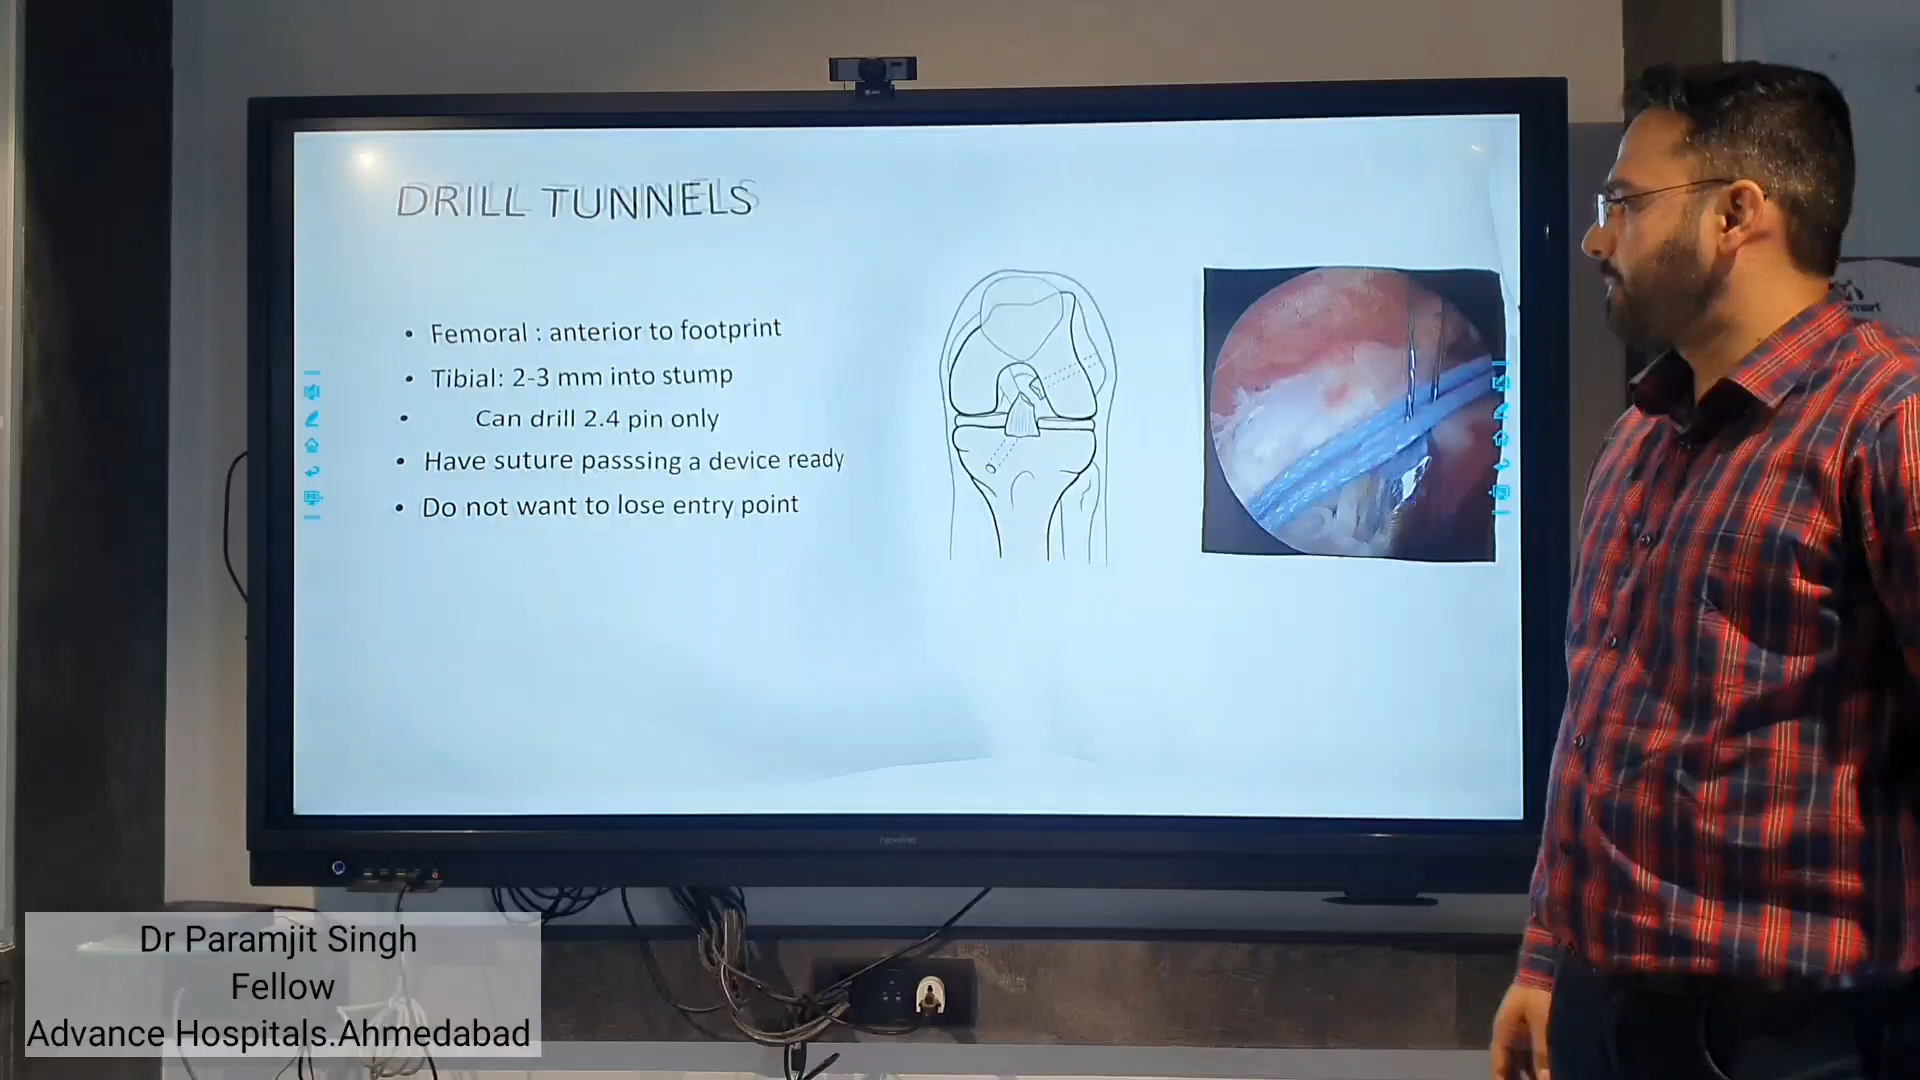 DRILL TUNNELS
• Femoral : anterior to footprint
• Tibial: 2-3 mm into stump
• Can drill 2.4 pin only
• Have suture passsing a device ready
• Do not want to lose entry point
Dr Paramjit Singh
Fellow
Advance Hospitals.Ahmedabad